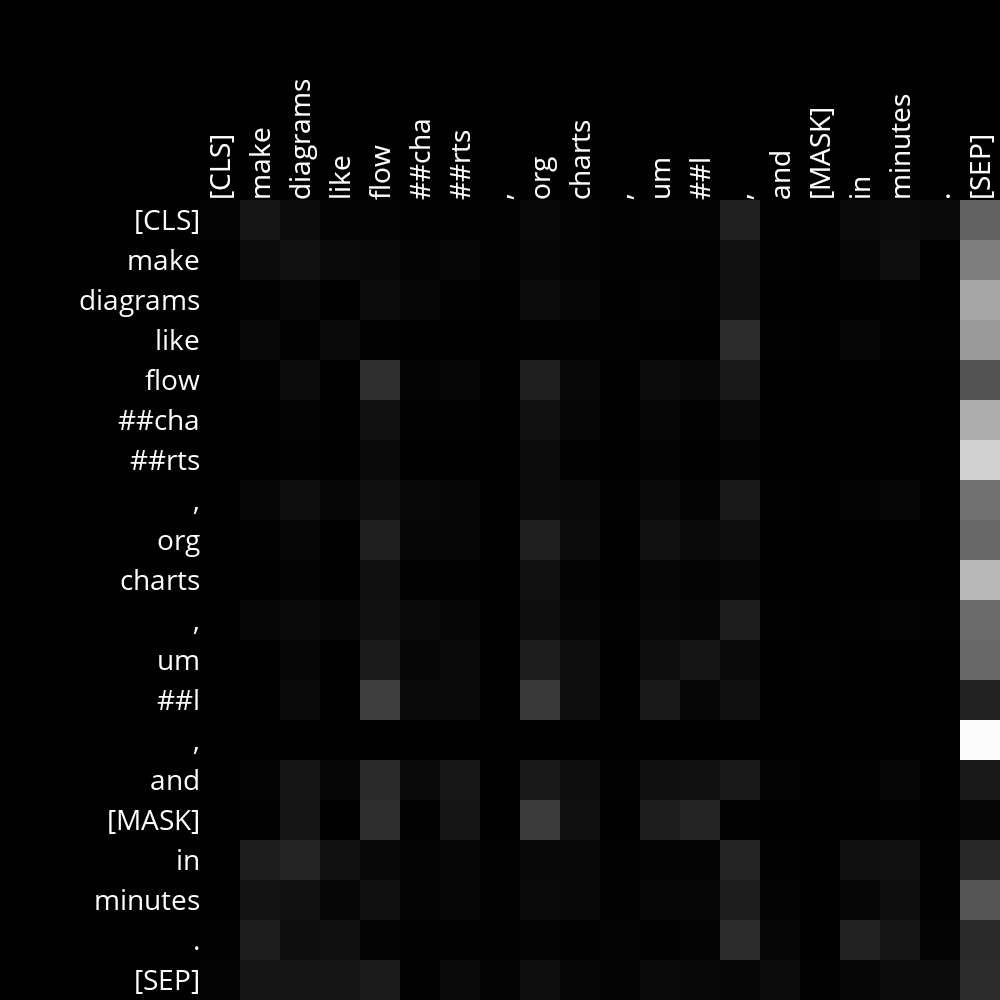 [CLS] make diagrams like flow ##cha ##rts , org charts , um ##l , and [MASK] in minutes . [SEP]
[CLS]
make
diagrams
like
flow
##cha
##rts
,
org
charts
,
um
##l
,
and
[MASK]
in
minutes
.
[SEP]